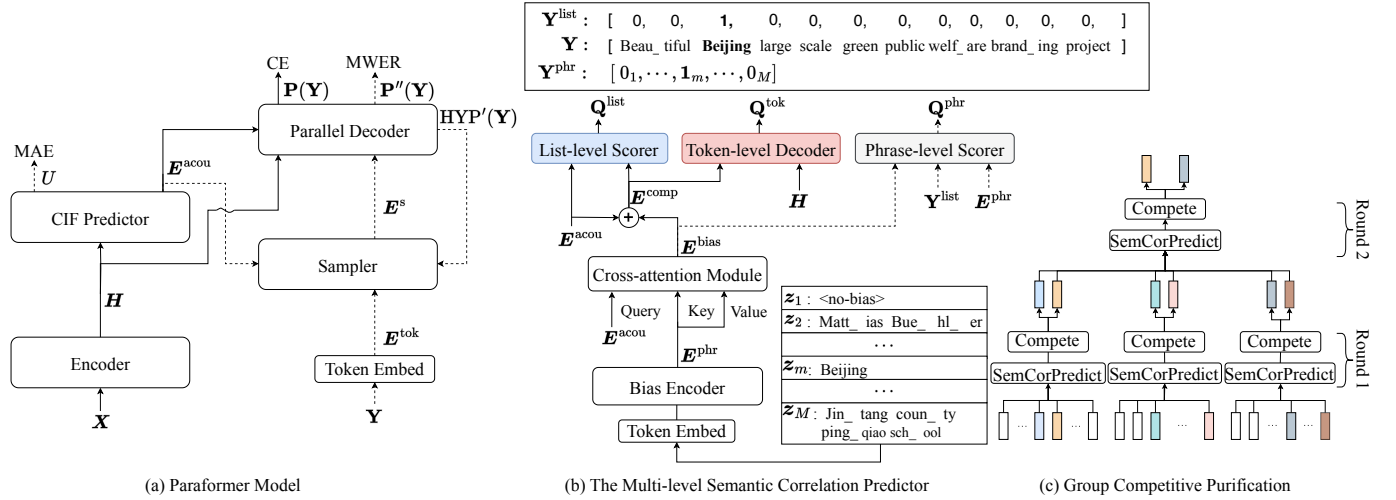 Y^list : [ 0, 0, 1, 0, 0, 0, 0, 0, 0, 0, 0, ]
Y : [ Beau_ tiful Beijing large scale green public welf_ are brand_ ing project ]
Y^phr : [ 0_1, ⋯, 1_m, ⋯, 0_M ]
CE
MWER
P(Y)
P''(Y)
HYP'(Y)
Parallel Decoder
MAE
U
E^acou
CIF Predictor
E^s
Sampler
H
E^tok
Encoder
Token Embed
X
Y
(a) Paraformer Model
Q^list
Q^tok
Q^phr
List-level Scorer
Token-level Decoder
Phrase-level Scorer
E^comp
+
E^acou
H
Y^list
E^phr
E^bias
Cross-attention Module
Query
Key
Value
E^acou
E^phr
Bias Encoder
Token Embed
z_1 : <no-bias>
z_2 : Matt_ ias Bue_ hl_ er
⋯
z_m: Beijing
⋯
z_M : Jin_ tang coun_ ty
ping_ qiao sch_ ool
(b) The Multi-level Semantic Correlation Predictor
Compete
SemCorPredict
Round 2
Compete
Compete
Compete
SemCorPredict
SemCorPredict
SemCorPredict
Round 1
... ... ... ...
(c) Group Competitive Purification